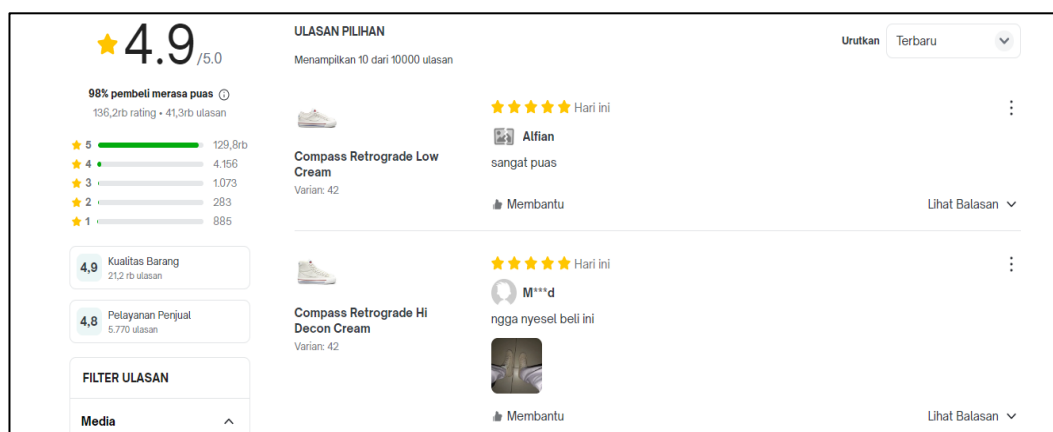 4.9/5.0
98% pembeli merasa puas
136,2rb rating • 41,3rb ulasan
5 129,8rb
4 4.156
3 1.073
2 283
1 885
4,9 Kualitas Barang
21,2 rb ulasan
4,8 Pelayanan Penjual
5.770 ulasan
FILTER ULASAN
Media
ULASAN PILIHAN
Menampilkan 10 dari 10000 ulasan
Urutkan Terbaru
Compass Retrograde Low
Cream
Varian: 42
Hari ini
Alfian
sangat puas
Membantu
Lihat Balasan
Compass Retrograde Hi
Decon Cream
Varian: 42
Hari ini
M***d
ngga nyesel beli ini
Membantu
Lihat Balasan